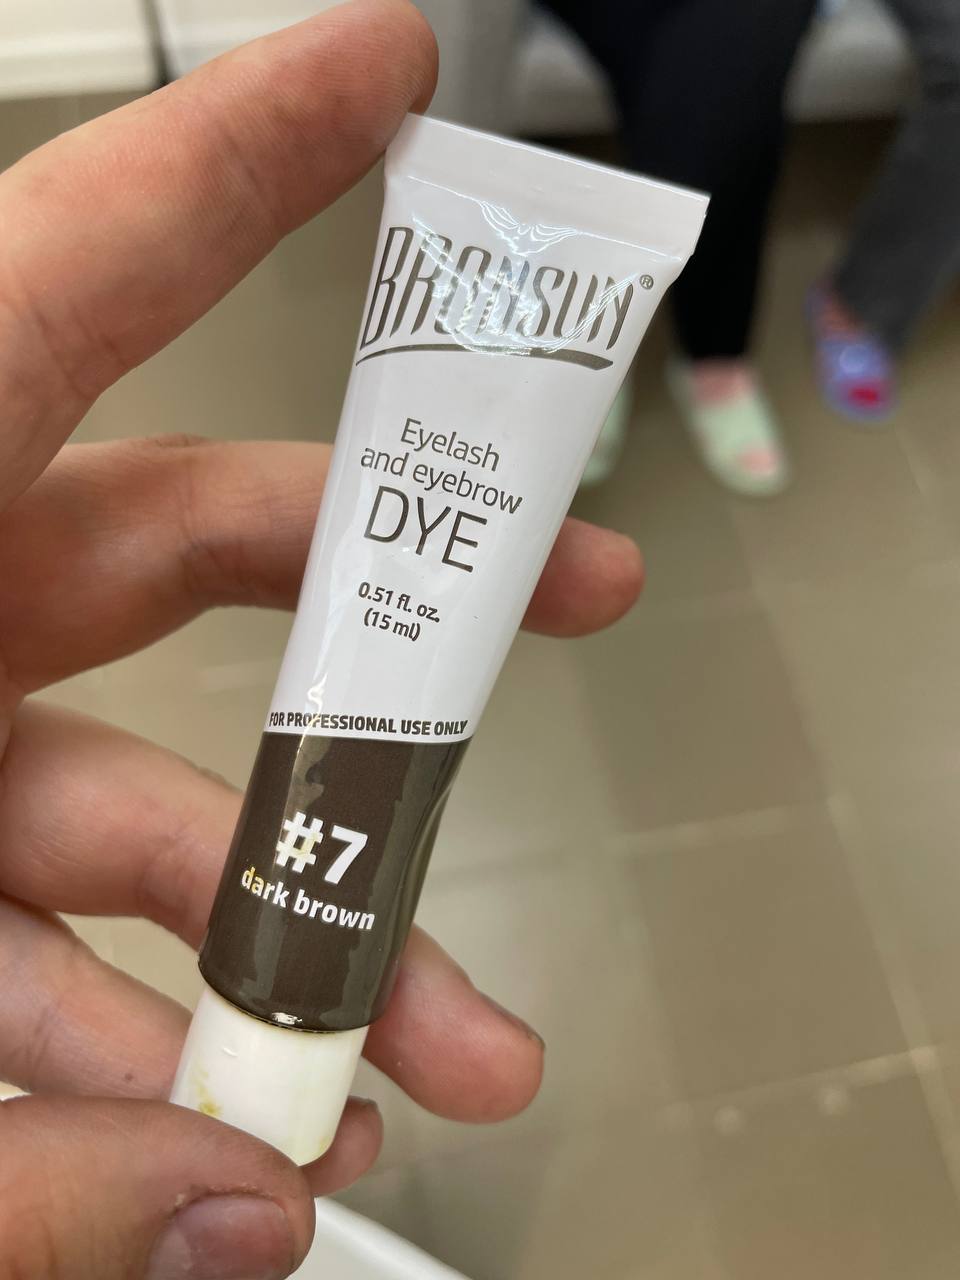 BRONSUN®
Eyelash
and eyebrow
DYE
0.51 fl. oz.
(15 ml)
FOR PROFESSIONAL USE ONLY
#7
dark brown